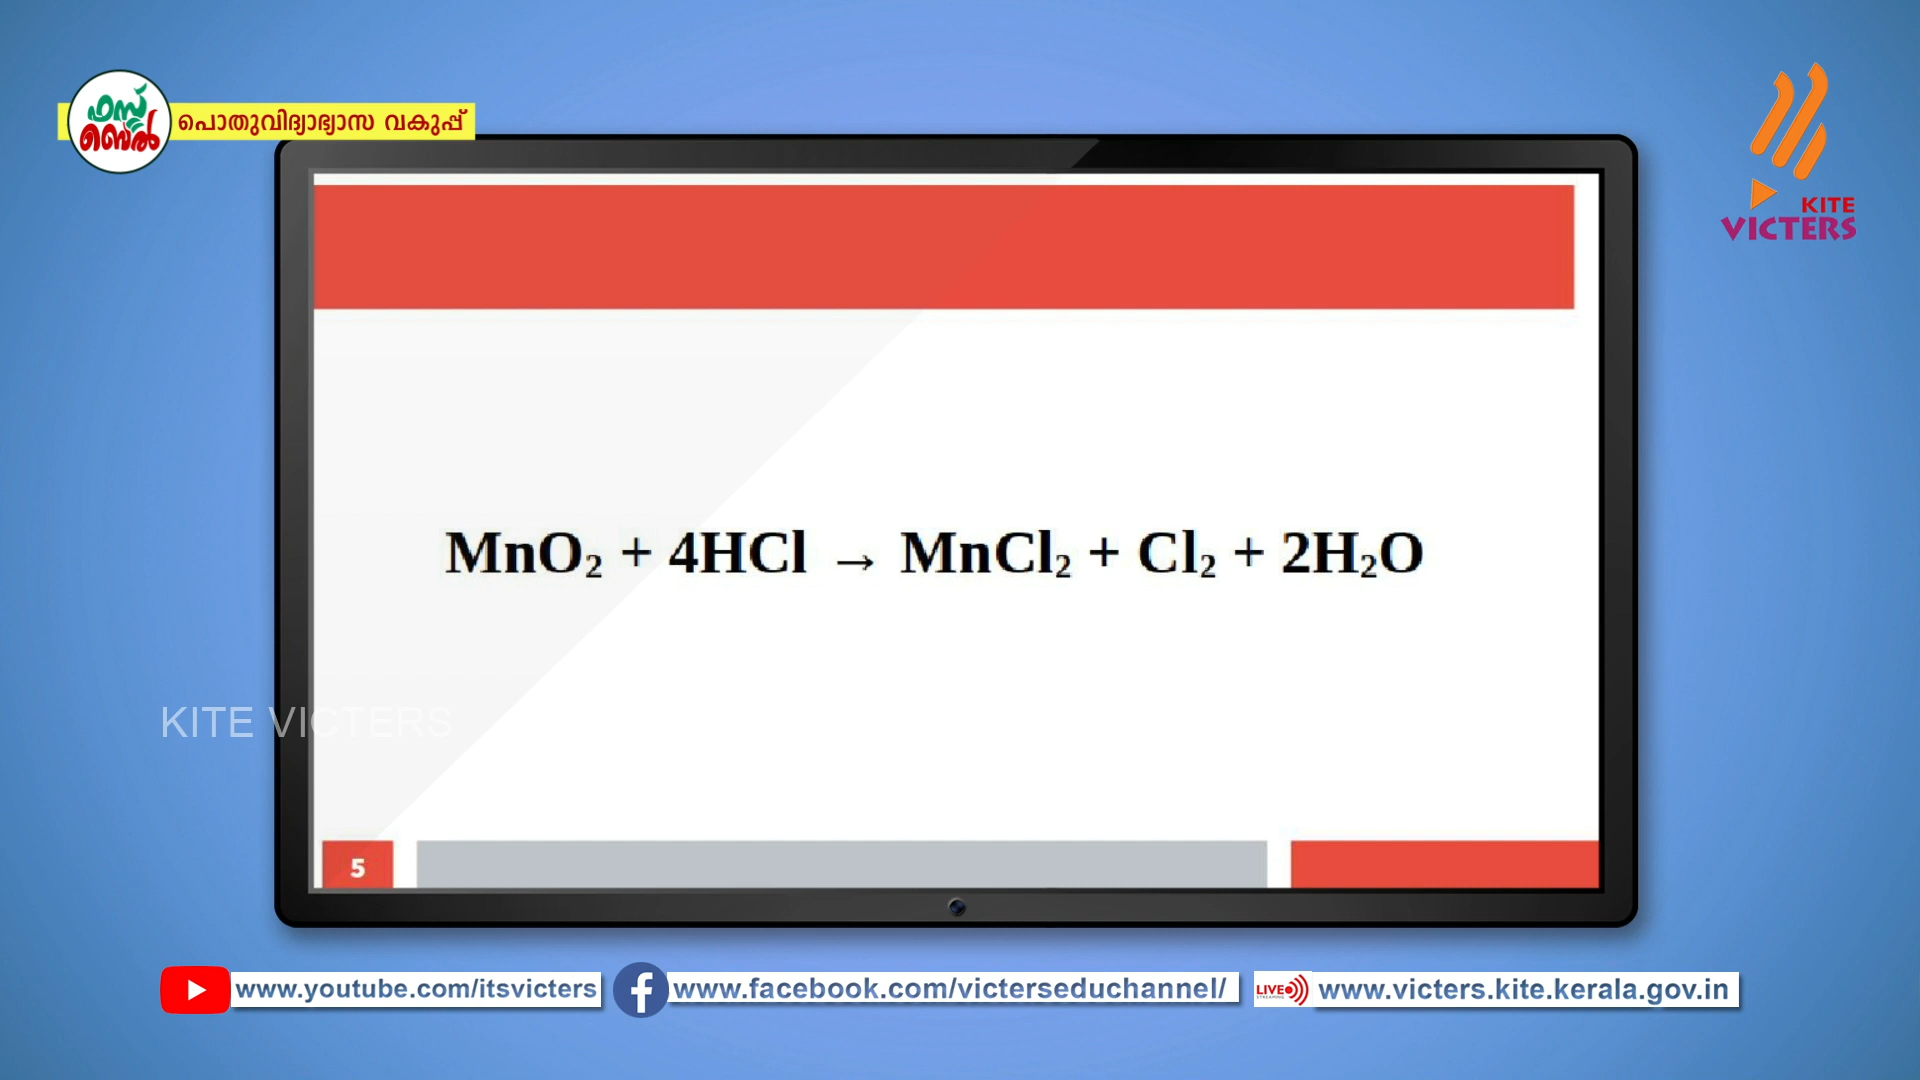 ഫസ്റ്റ്
ബെൽ
പൊതുവിദ്യാഭ്യാസ വകുപ്പ്
KITE
VICTERS
MnO₂ + 4HCl → MnCl₂ + Cl₂ + 2H₂O
KITE VICTERS
5
www.youtube.com/itsvicters
www.facebook.com/victerseduchannel/
LIVE
STREAMING
www.victers.kite.kerala.gov.in